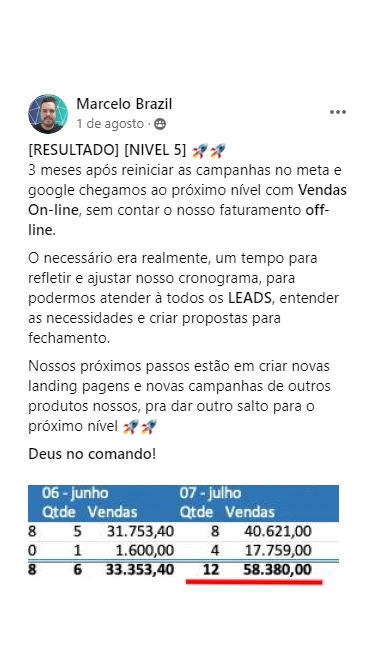 Marcelo Brazil
1 de agosto ·
[RESULTADO] [NIVEL 5] 🚀🚀
3 meses após reiniciar as campanhas no meta e
google chegamos ao próximo nível com Vendas
On-line, sem contar o nosso faturamento off-
line.
O necessário era realmente, um tempo para
refletir e ajustar nosso cronograma, para
podermos atender à todos os LEADS, entender
as necessidades e criar propostas para
fechamento.
Nossos próximos passos estão em criar novas
landing pagens e novas campanhas de outros
produtos nossos, pra dar outro salto para o
próximo nível 🚀🚀
Deus no comando!
06 - junho 07 - julho
Qtde Vendas Qtde Vendas
8 5 31.753,40 8 40.621,00
0 1 1.600,00 4 17.759,00
8 6 33.353,40 12 58.380,00